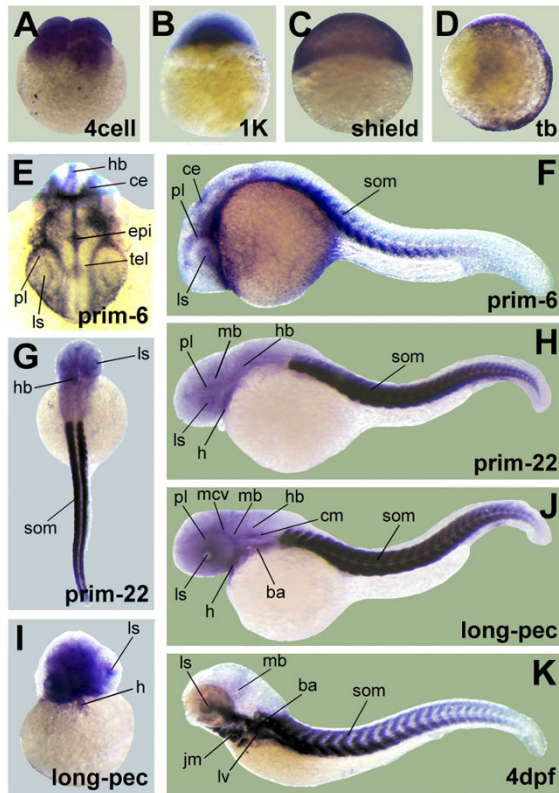 A
4cell
B
1K
C
shield
D
tb
E
hb
ce
epi
tel
pl
ls
prim-6
F
ce
pl
ls
som
prim-6
G
ls
hb
som
prim-22
H
pl
mb
hb
som
ls
h
prim-22
I
ls
h
long-pec
J
pl
mcv
mb
hb
cm
som
ls
h
ba
long-pec
K
ls
mb
ba
som
jm
lv
4dpf